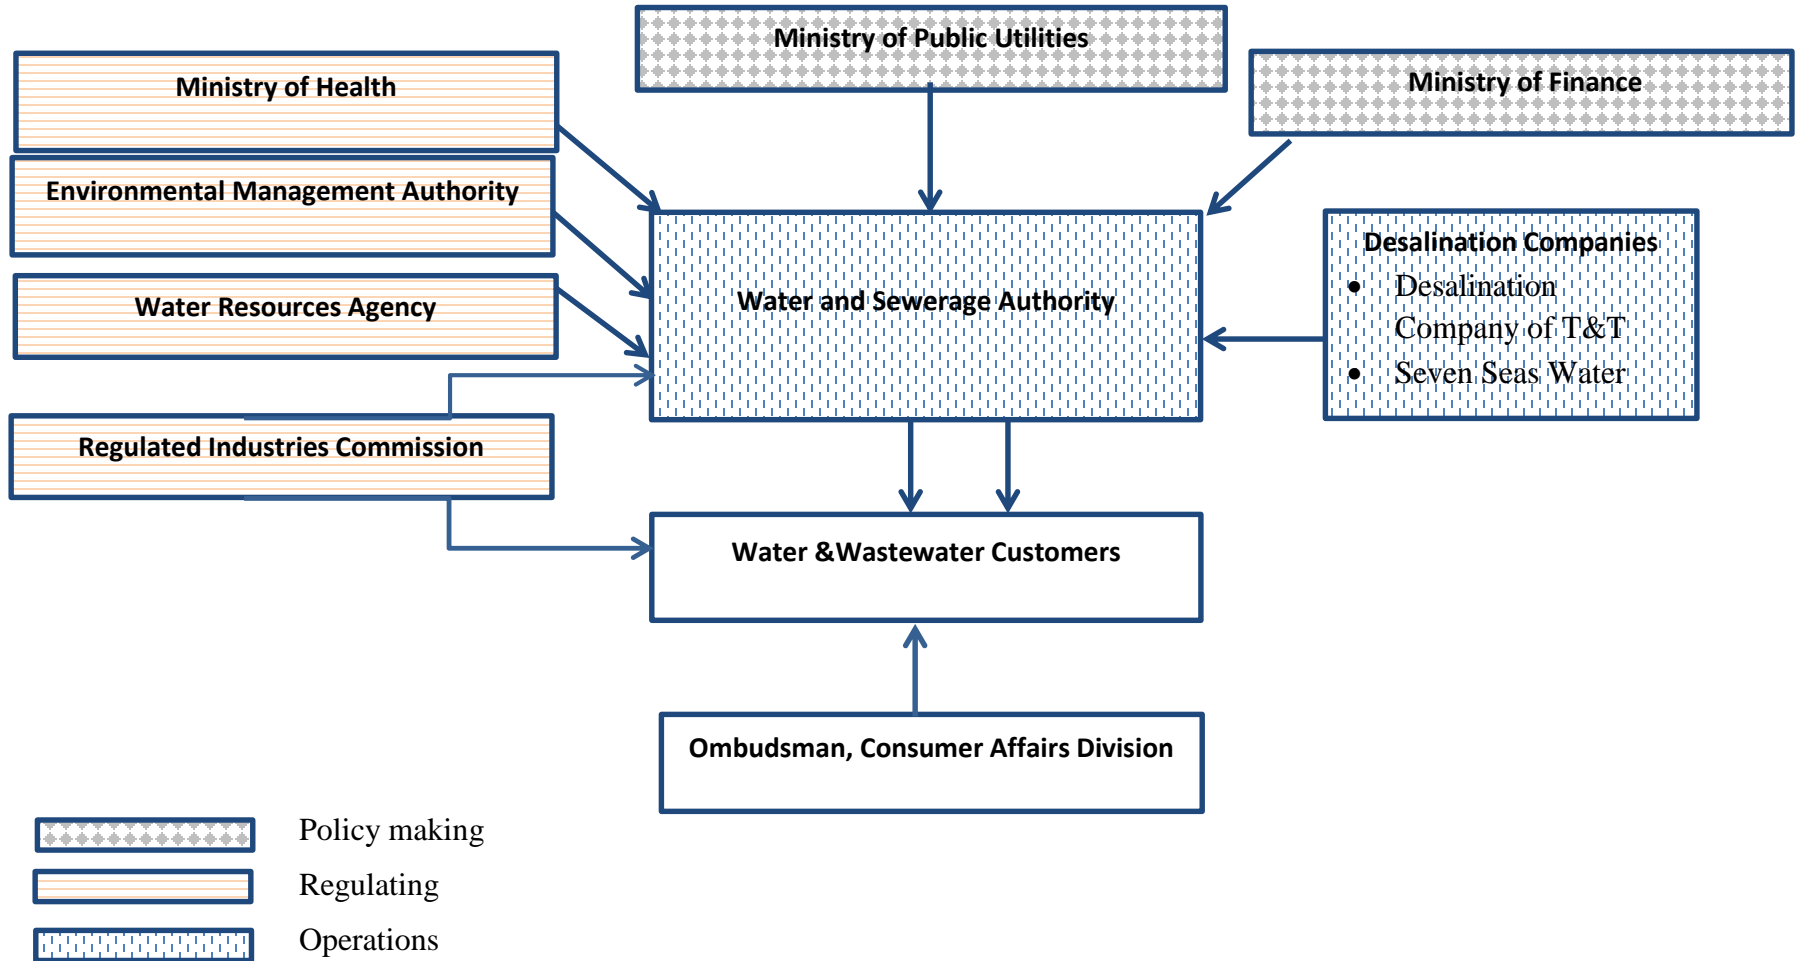 Ministry of Public Utilities
Ministry of Health
Ministry of Finance
Environmental Management Authority
Water Resources Agency
Regulated Industries Commission
Water and Sewerage Authority
Desalination Companies
• Desalination
Company of T&T
• Seven Seas Water
Water &Wastewater Customers
Ombudsman, Consumer Affairs Division
Policy making
Regulating
Operations